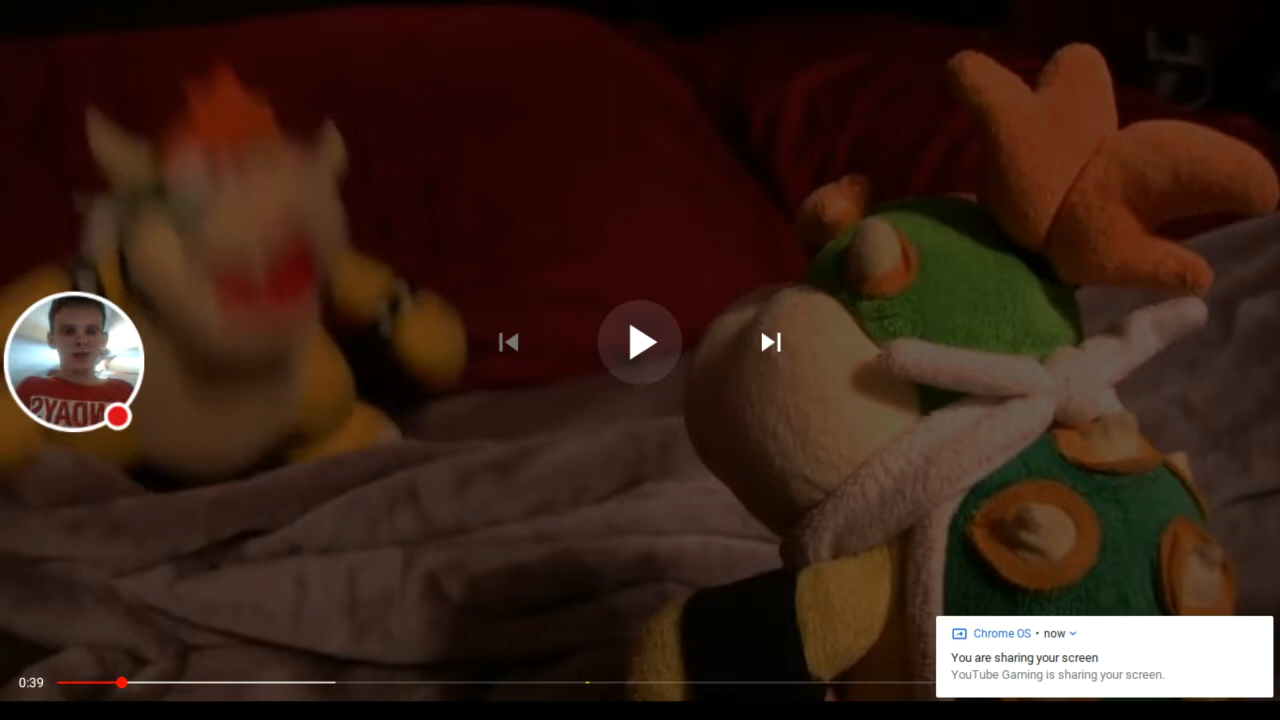 Chrome OS • now
You are sharing your screen
YouTube Gaming is sharing your screen.
0:39